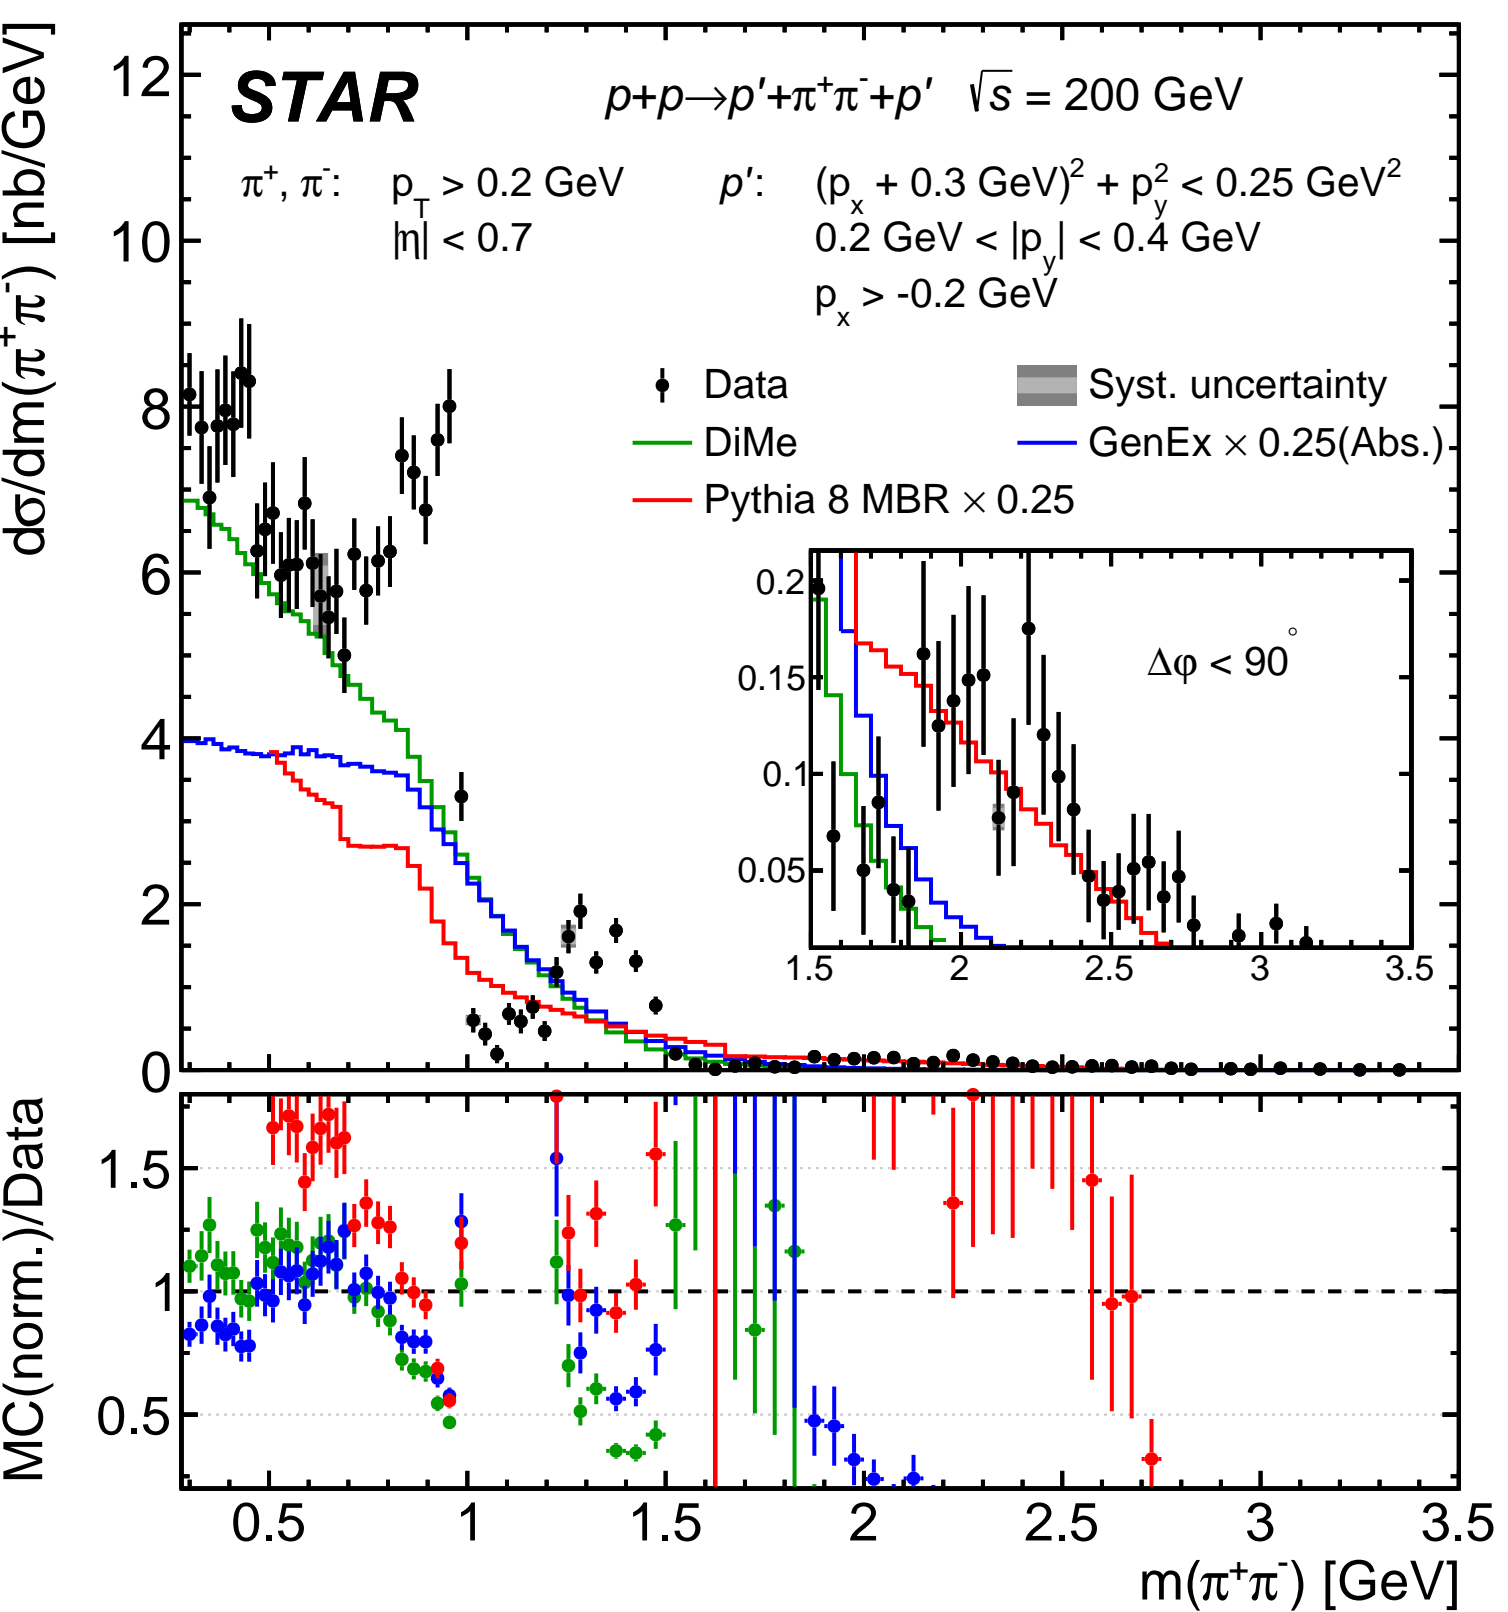 dσ/dm(π⁺π⁻) [nb/GeV]
12
10
8
6
4
2
0
STAR
p+p→p′+π⁺π⁻+p′ √s = 200 GeV
π⁺, π⁻: p_T > 0.2 GeV p′: (p_x + 0.3 GeV)² + p_y² < 0.25 GeV²
|η| < 0.7 0.2 GeV < |p_y| < 0.4 GeV
p_x > -0.2 GeV
Data Syst. uncertainty
DiMe GenEx × 0.25(Abs.)
Pythia 8 MBR × 0.25
Δφ < 90°
0.2
0.15
0.1
0.05
1.5 2 2.5 3 3.5
MC(norm.)/Data
1.5
1
0.5
0.5 1 1.5 2 2.5 3 3.5
m(π⁺π⁻) [GeV]